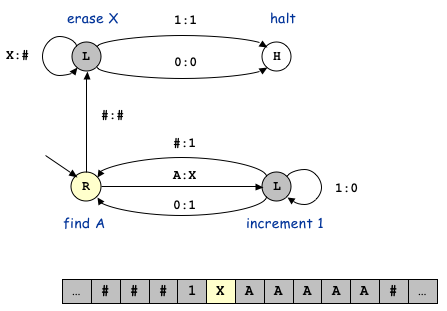 erase X 1:1 halt
X:# L 0:0 H
#:#
#:1
R A:X L 1:0
0:1
find A increment 1
... # # # 1 X A A A A A # ...